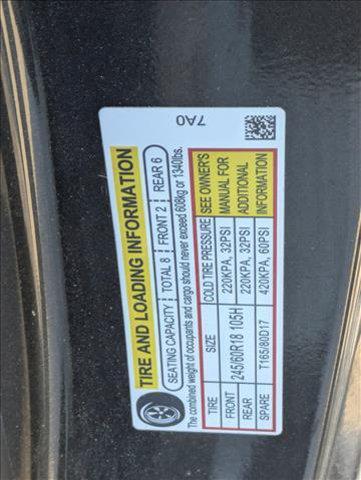 7A0
TIRE AND LOADING INFORMATION
SEATING CAPACITY | TOTAL 8 | FRONT 2 | REAR 6
The combined weight of occupants and cargo should never exceed 608kg or 1340lbs.
TIRE SIZE COLD TIRE PRESSURE SEE OWNER'S
FRONT 245/60R18 105H 220KPA, 32PSI MANUAL FOR
REAR 220KPA, 32PSI ADDITIONAL
SPARE T165/80D17 420KPA, 60PSI INFORMATION